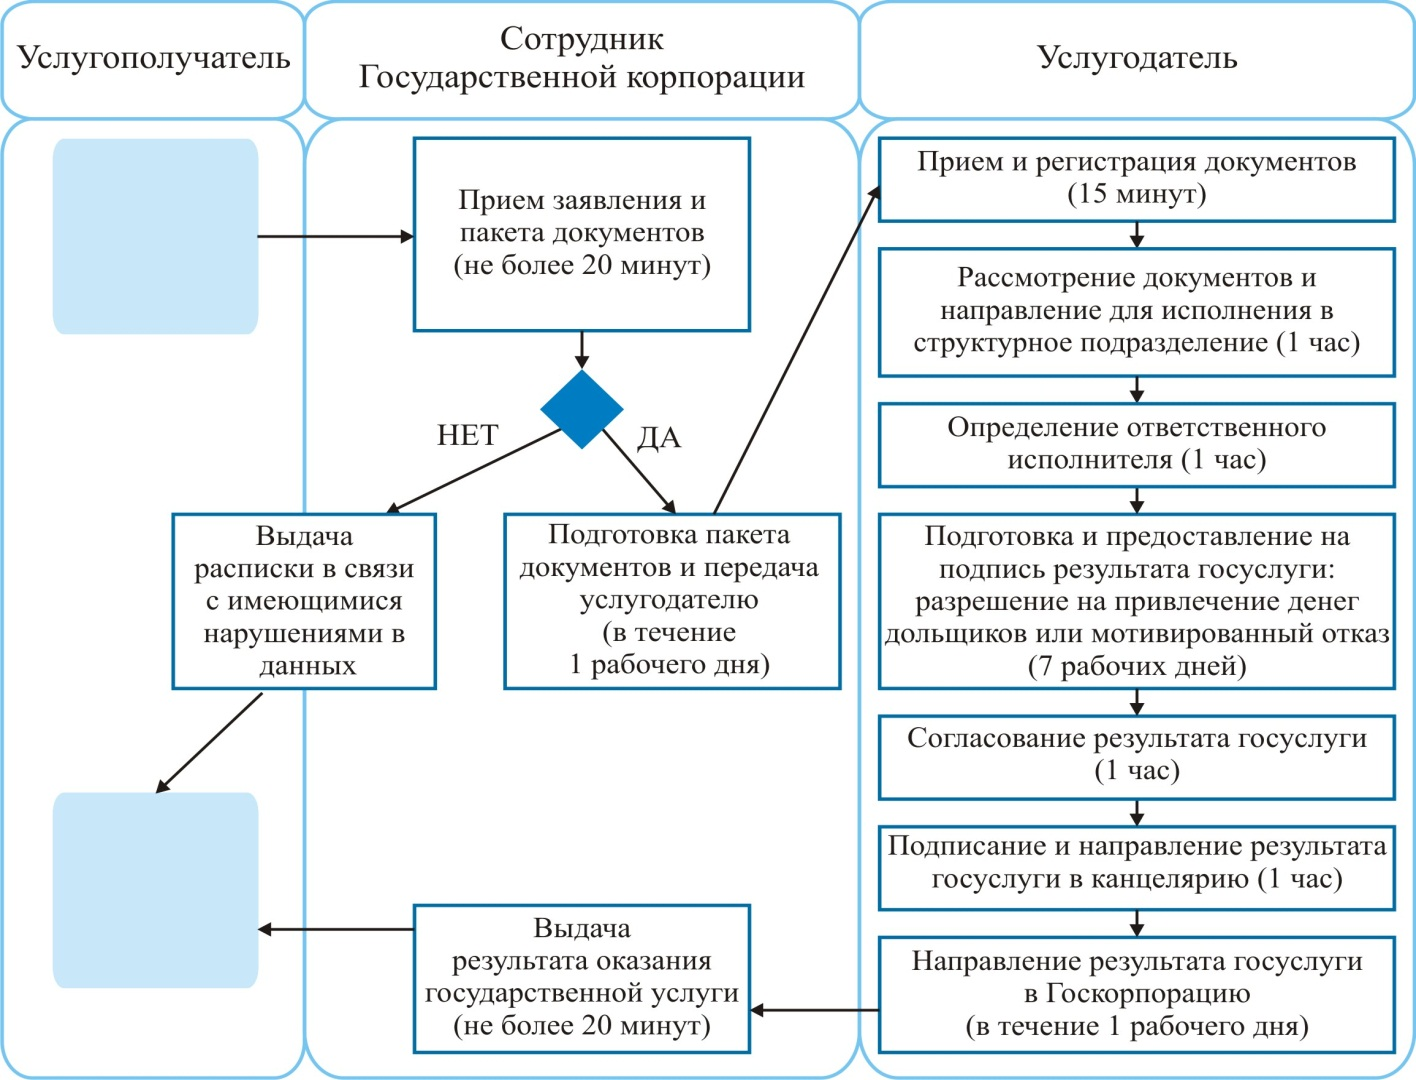 Услугополучатель
Сотрудник
Государственной корпорации
Услугодатель
Прием заявления и
пакета документов
(не более 20 минут)
НЕТ
ДА
Выдача
расписки в связи
с имеющимися
нарушениями в
данных
Подготовка пакета
документов и передача
услугодателю
(в течение
1 рабочего дня)
Прием и регистрация документов
(15 минут)
Рассмотрение документов и
направление для исполнения в
структурное подразделение (1 час)
Определение ответственного
исполнителя (1 час)
Подготовка и предоставление на
подпись результата госуслуги:
разрешение на привлечение денег
дольщиков или мотивированный отказ
(7 рабочих дней)
Согласование результата госуслуги
(1 час)
Подписание и направление результата
госуслуги в канцелярию (1 час)
Направление результата госуслуги
в Госкорпорацию
(в течение 1 рабочего дня)
Выдача
результата оказания
государственной услуги
(не более 20 минут)